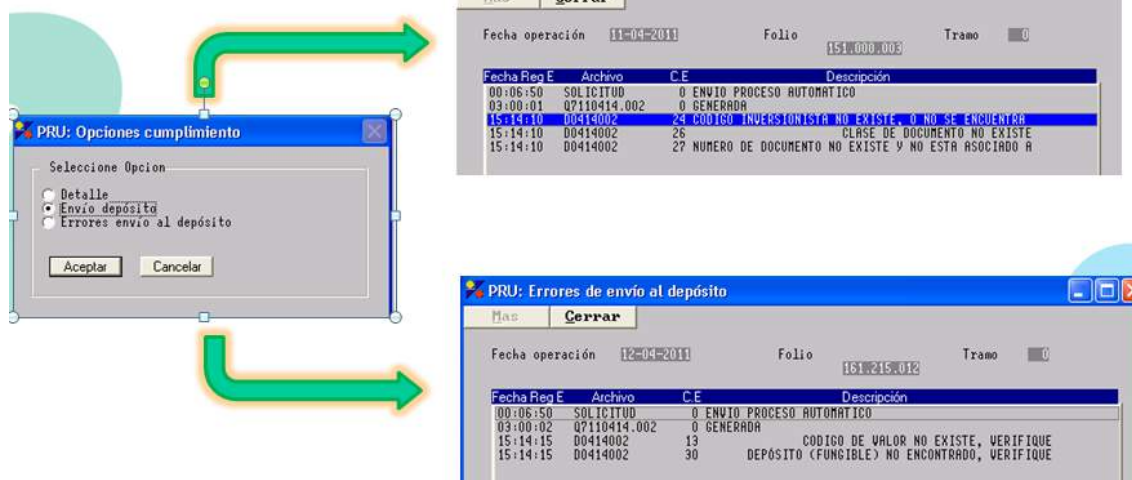 Mas Cerrar
Fecha operación 11-04-2011 Folio 151.000.003 Tramo 0
Fecha Reg E Archivo C.E Descripción
00:06:50 SOLICITUD 0 ENVIO PROCESO AUTOMATICO
03:00:01 Q7110414.002 0 GENERADA
15:14:10 D0414002 24 CODIGO INVERSIONISTA NO EXISTE, O NO SE ENCUENTRA
15:14:10 D0414002 26 CLASE DE DOCUMENTO NO EXISTE
15:14:10 D0414002 27 NUMERO DE DOCUMENTO NO EXISTE Y NO ESTA ASOCIADO A
PRU: Opciones cumplimiento
Seleccione Opcion
Detalle
Envío depósito
Errores envío al depósito
Aceptar Cancelar
PRU: Errores de envío al depósito
Mas Cerrar
Fecha operación 12-04-2011 Folio 161.215.012 Tramo 0
Fecha Reg E Archivo C.E Descripción
00:06:50 SOLICITUD 0 ENVIO PROCESO AUTOMATICO
03:00:02 Q7110414.002 0 GENERADA
15:14:15 D0414002 13 CODIGO DE VALOR NO EXISTE, VERIFIQUE
15:14:15 D0414002 30 DEPÓSITO (FUNGIBLE) NO ENCONTRADO, VERIFIQUE